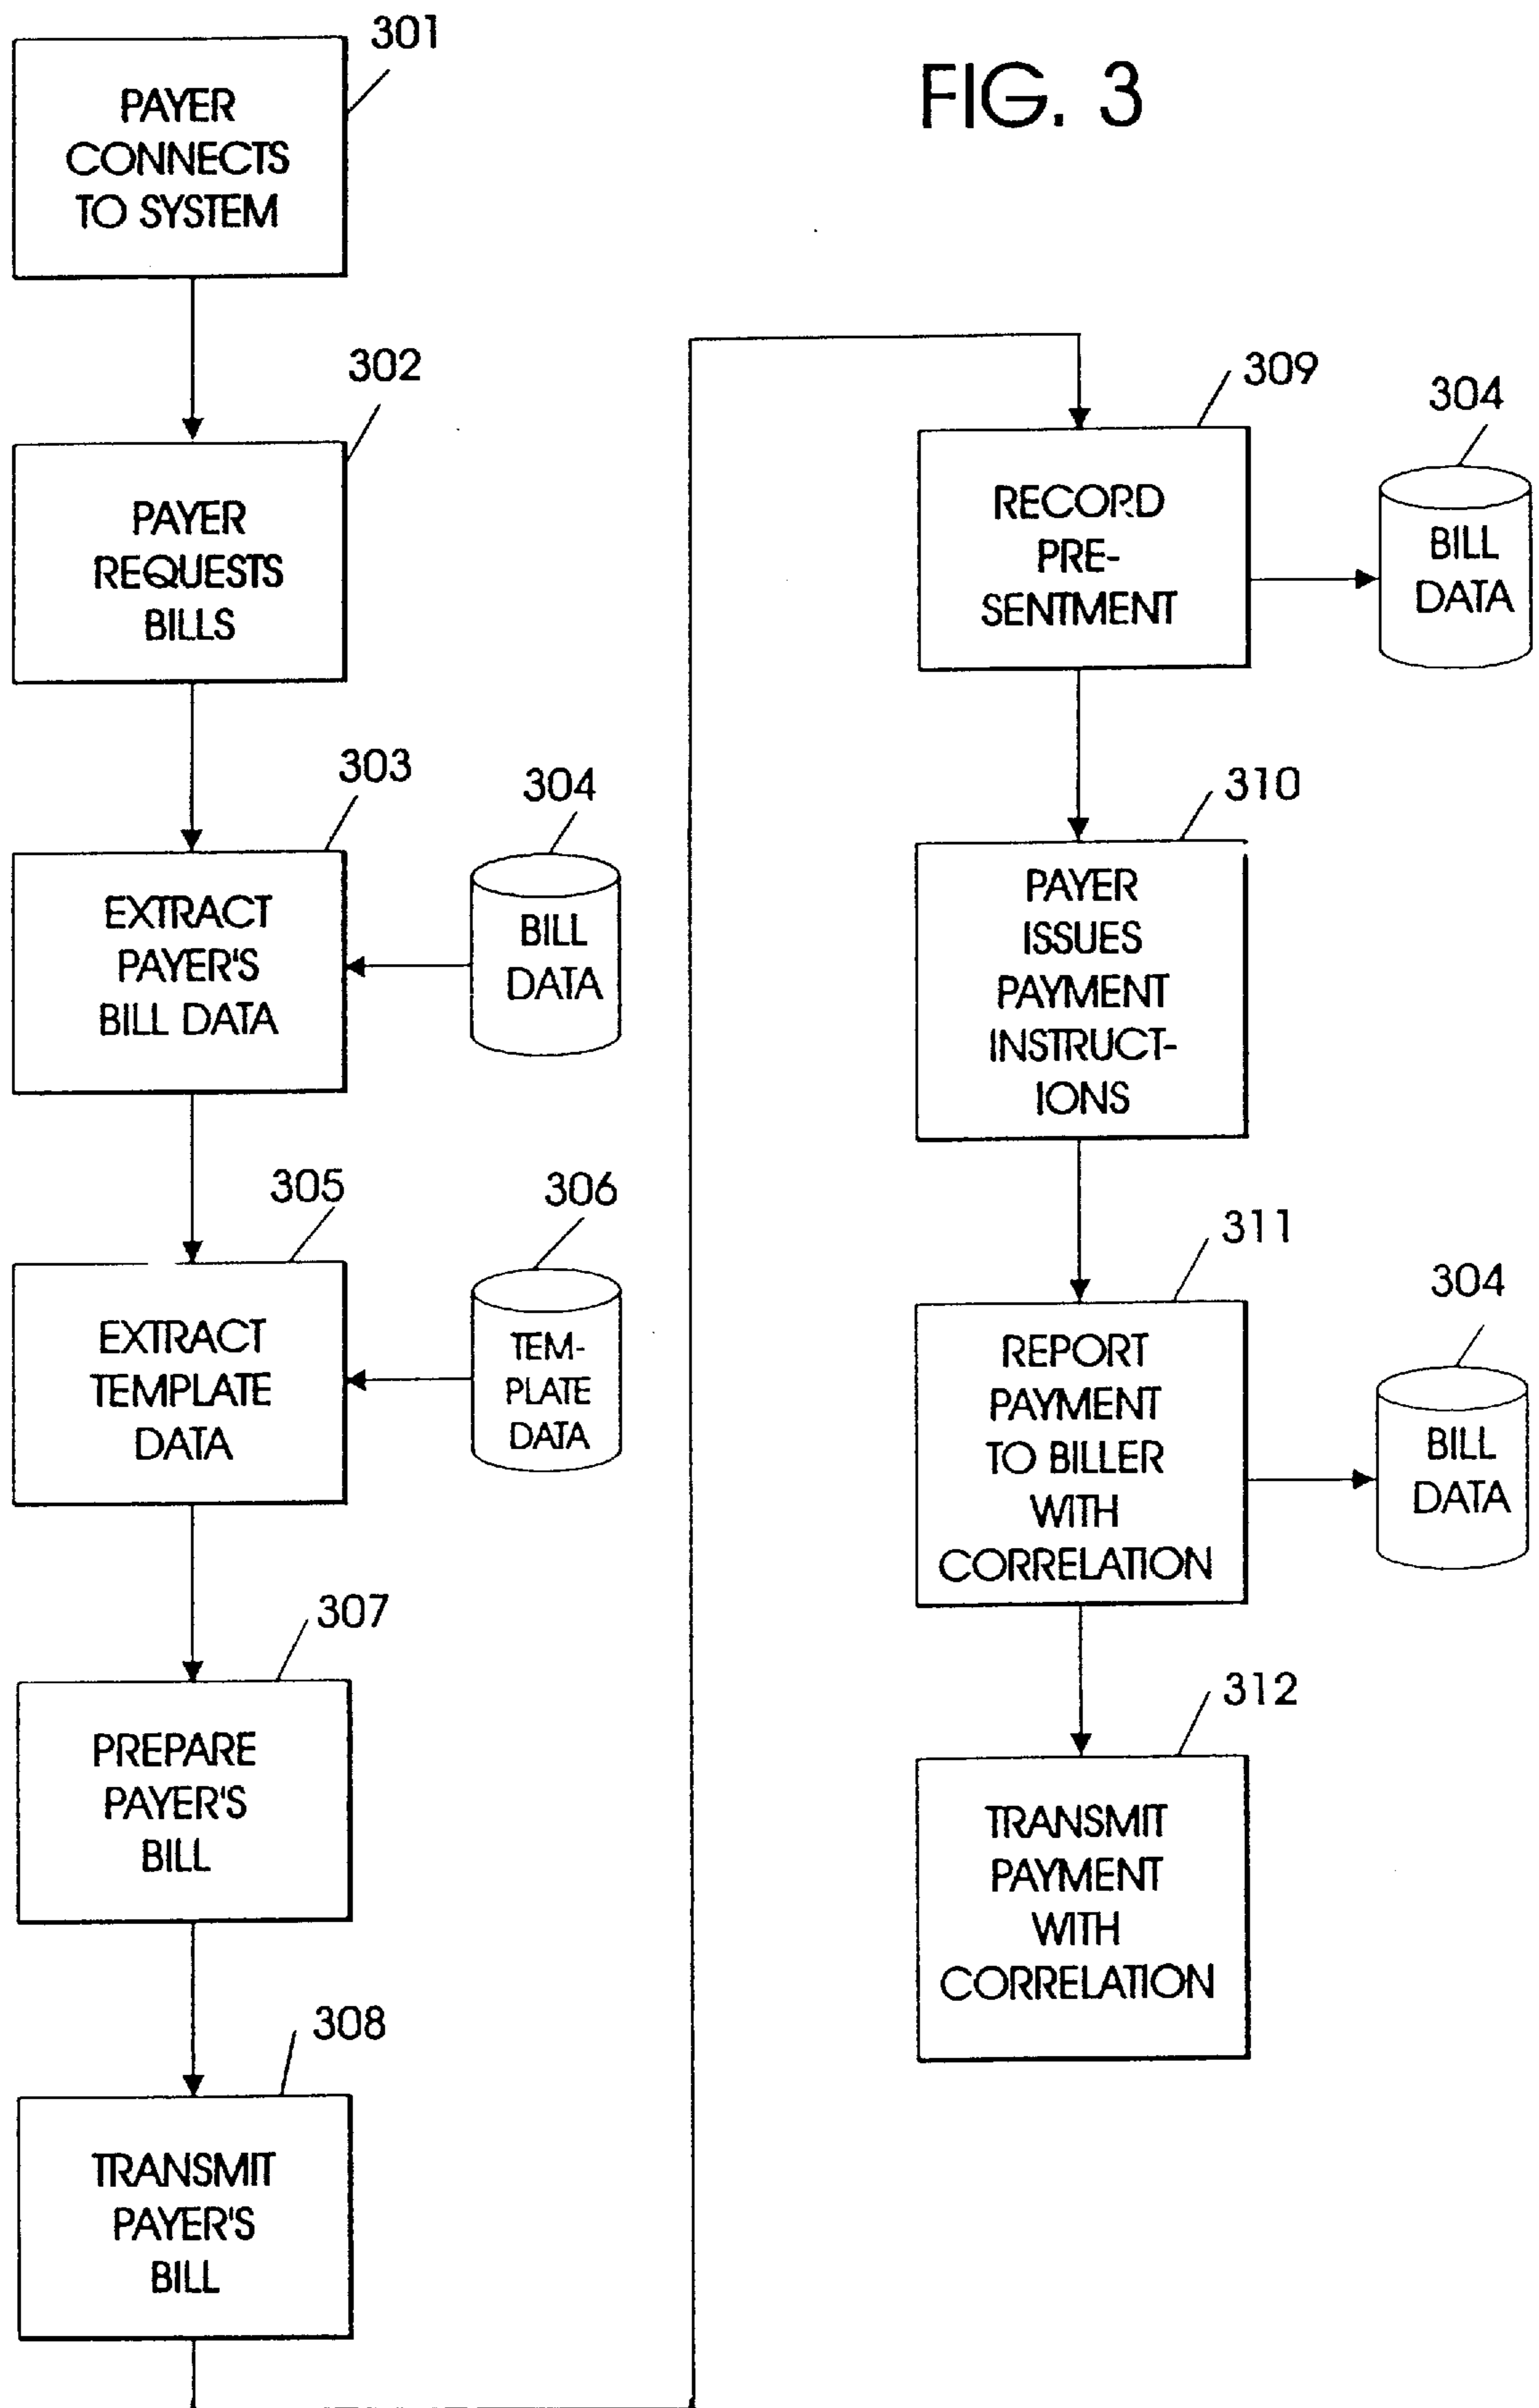 FIG. 3
301
PAYER
CONNECTS
TO SYSTEM
302
PAYER
REQUESTS
BILLS
303
EXTRACT
PAYER'S
BILL DATA
304
BILL
DATA
305
EXTRACT
TEMPLATE
DATA
306
TEM-
PLATE
DATA
307
PREPARE
PAYER'S
BILL
308
TRANSMIT
PAYER'S
BILL
309
RECORD
PRE-
SENTMENT
304
BILL
DATA
310
PAYER
ISSUES
PAYMENT
INSTRUCT-
IONS
311
REPORT
PAYMENT
TO BILLER
WITH
CORRELATION
304
BILL
DATA
312
TRANSMIT
PAYMENT
WITH
CORRELATION